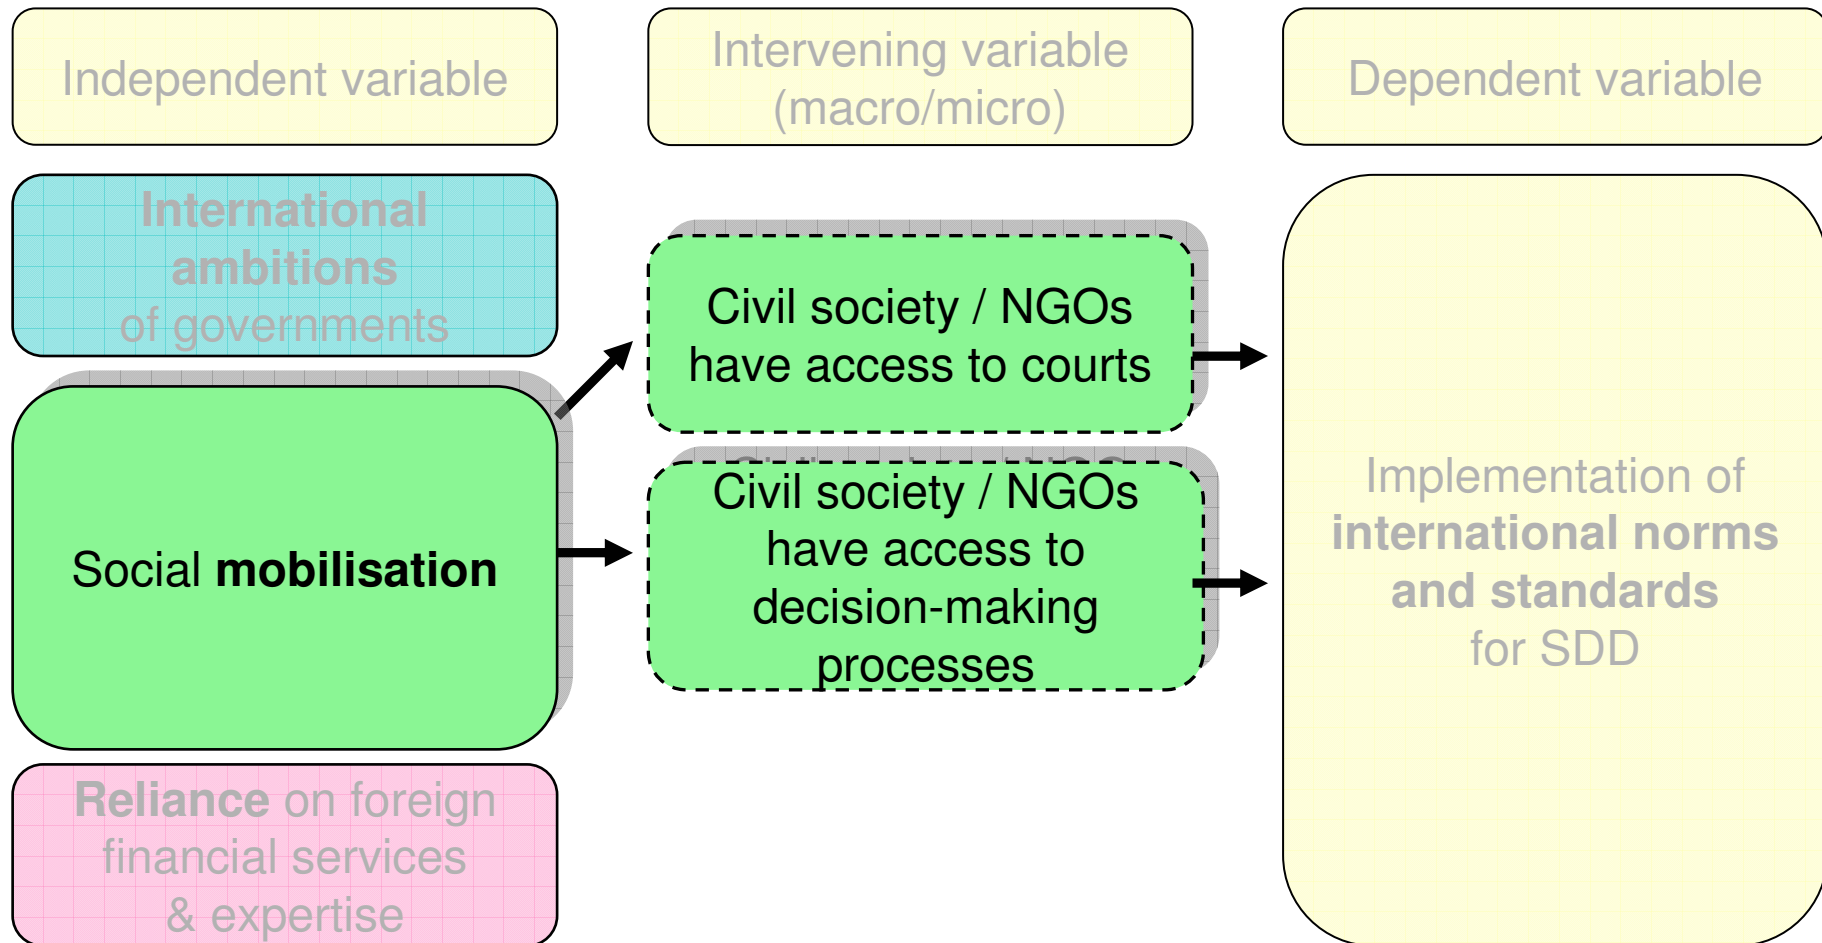 Independent variable
Intervening variable
(macro/micro)
Dependent variable
International
ambitions
of governments
Civil society / NGOs
have access to courts
Social mobilisation
Civil society / NGOs
have access to
decision-making
processes
Implementation of
international norms
and standards
for SDD
Reliance on foreign
financial services
& expertise